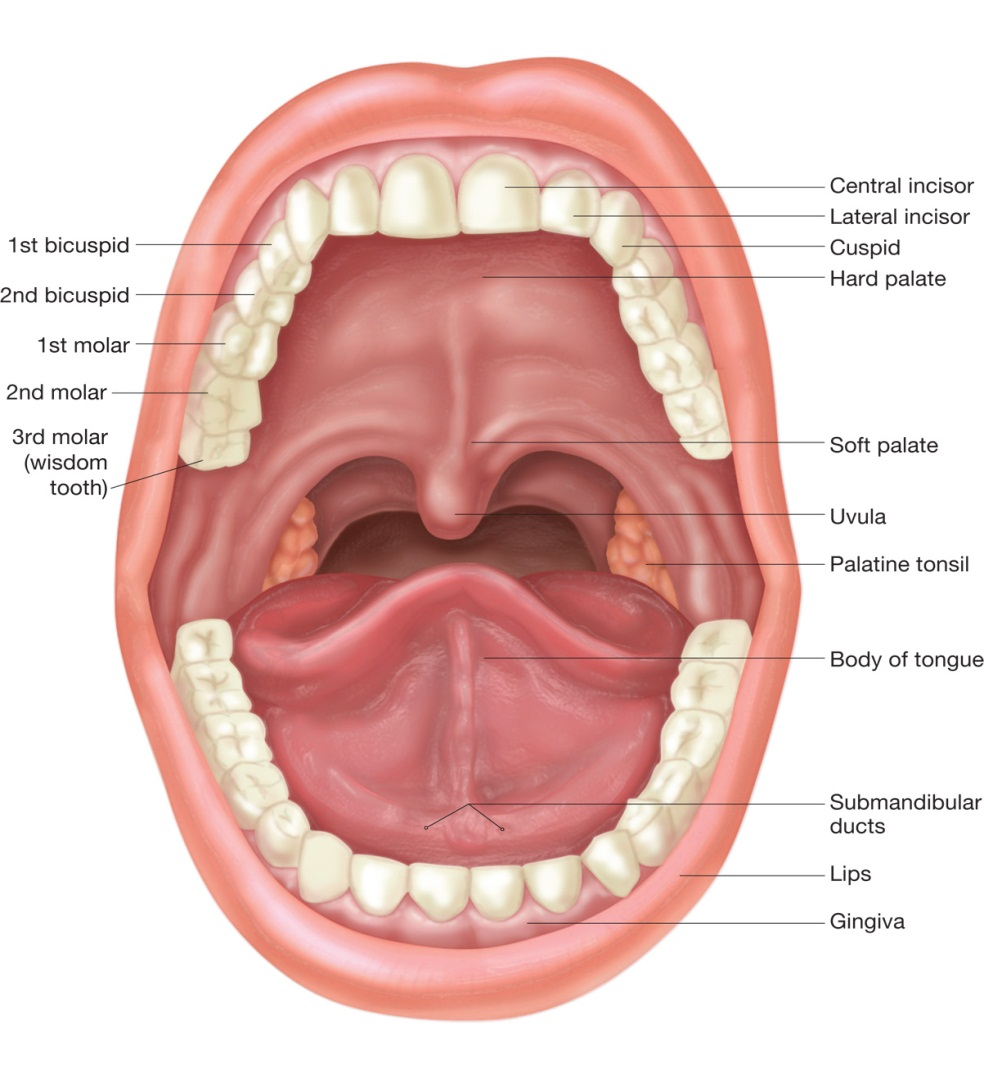 1st bicuspid
2nd bicuspid
1st molar
2nd molar
3rd molar
(wisdom
tooth)
Central incisor
Lateral incisor
Cuspid
Hard palate
Soft palate
Uvula
Palatine tonsil
Body of tongue
Submandibular
ducts
Lips
Gingiva